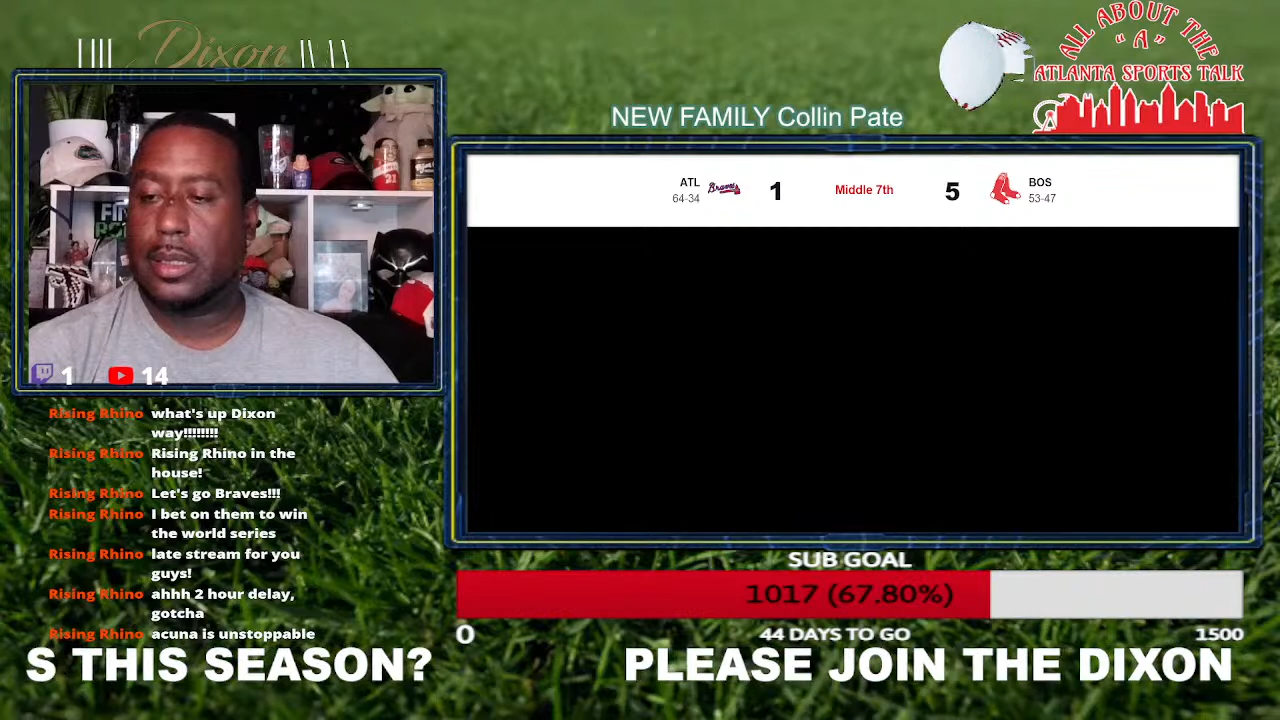 Dixon
ALL ABOUT THE
"A"
ATLANTA SPORTS TALK
NEW FAMILY Collin Pate
ATL
64-34
Braves
1
Middle 7th
5
BOS
53-47
1
14
Rising Rhino what's up Dixon
way!!!!!!!!
Rising Rhino Rising Rhino in the
house!
Rising Rhino Let's go Braves!!!
Rising Rhino I bet on them to win
the world series
Rising Rhino late stream for you
guys!
Rising Rhino ahhh 2 hour delay,
gotcha
Rising Rhino acuna is unstoppable
SUB GOAL
1017 (67.80%)
0
44 DAYS TO GO
1500
S THIS SEASON? PLEASE JOIN THE DIXON